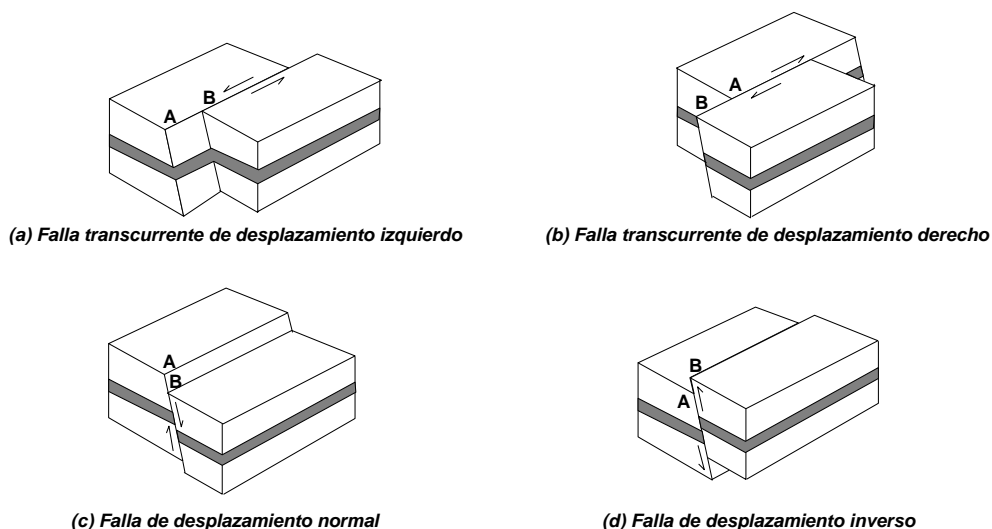 A
B
A
B
(a) Falla transcurrente de desplazamiento izquierdo
(b) Falla transcurrente de desplazamiento derecho
A
B
B
A
(c) Falla de desplazamiento normal
(d) Falla de desplazamiento inverso